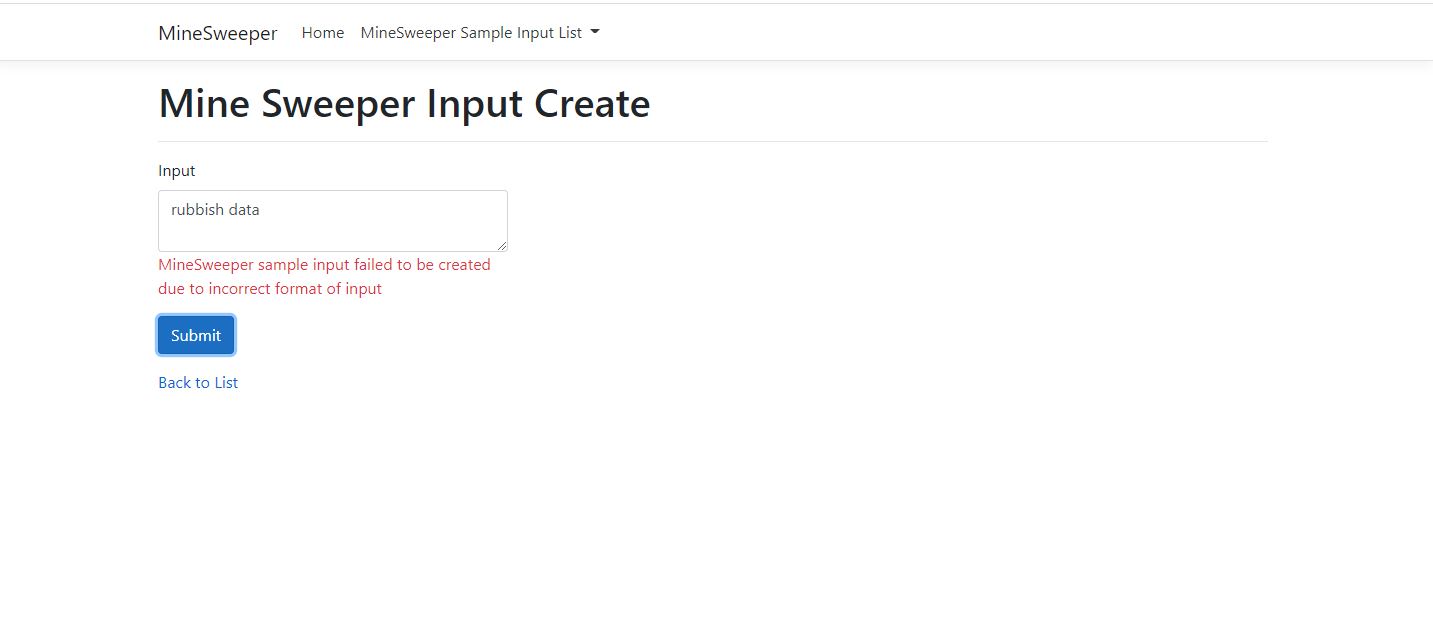 MineSweeper Home MineSweeper Sample Input List
Mine Sweeper Input Create
Input
rubbish data
MineSweeper sample input failed to be created
due to incorrect format of input
Submit
Back to List